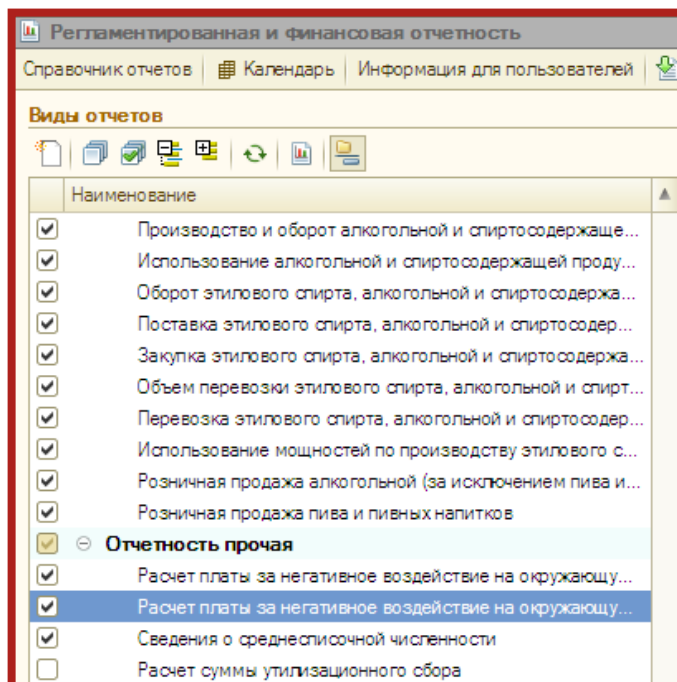 Регламентированная и финансовая отчетность
Справочник отчетов Календарь Информация для пользователей
Виды отчетов
Наименование
Производство и оборот алкогольной и спиртосодержаще...
Использование алкогольной и спиртосодержащей проду...
Оборот этилового спирта, алкогольной и спиртосодержа...
Поставка этилового спирта, алкогольной и спиртосодер...
Закупка этилового спирта, алкогольной и спиртосодержа...
Объем перевозки этилового спирта, алкогольной и спирт...
Перевозка этилового спирта, алкогольной и спиртосодер...
Использование мощностей по производству этилового с...
Розничная продажа алкогольной (за исключением пива и...
Розничная продажа пива и пивных напитков
Отчетность прочая
Расчет платы за негативное воздействие на окружающу...
Расчет платы за негативное воздействие на окружающу...
Сведения о среднесписочной численности
Расчет суммы утилизационного сбора